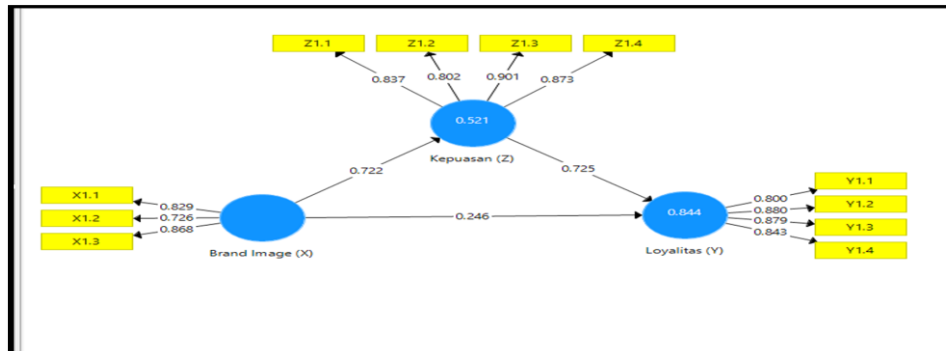 Z1.1 Z1.2 Z1.3 Z1.4
0.837 0.802 0.901 0.873
0.521
Kepuasan (Z)
0.722 0.725
X1.1
X1.2
X1.3
0.829
0.726
0.868
Brand Image (X)
0.246
0.844
Loyalitas (Y)
0.800
0.880
0.879
0.843
Y1.1
Y1.2
Y1.3
Y1.4